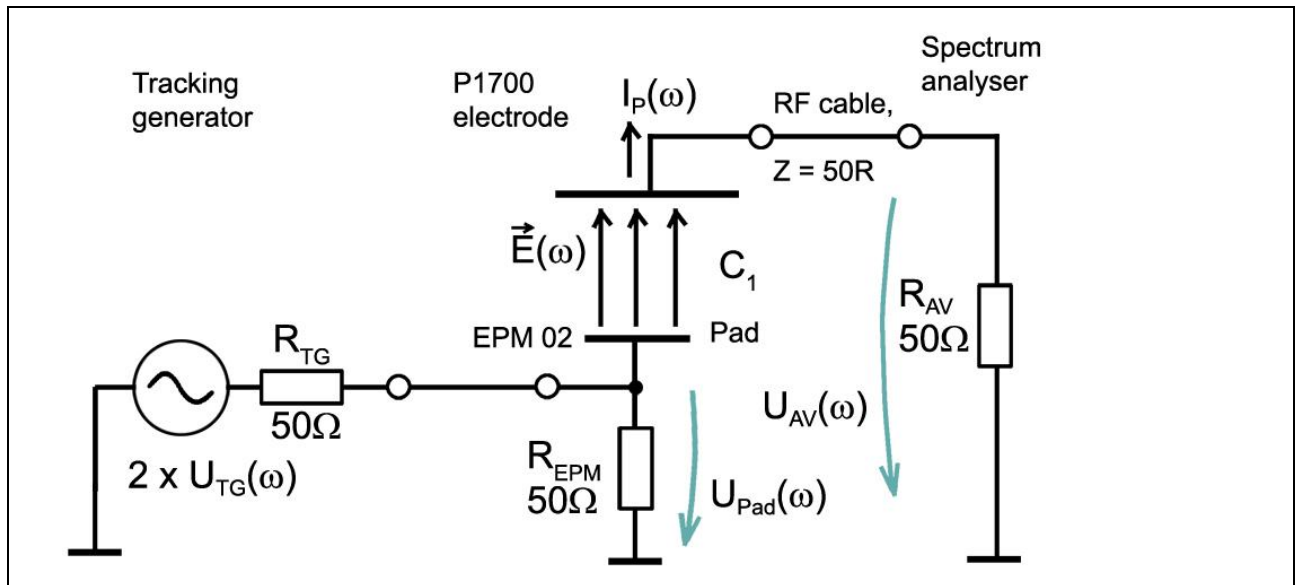 Tracking
generator
P1700
electrode
Spectrum
analyser
I_P(ω)
RF cable,
Z = 50R
E⃗(ω)
C₁
EPM 02
Pad
R_TG
50Ω
2 x U_TG(ω)
R_EPM
50Ω
U_Pad(ω)
R_AV
50Ω
U_AV(ω)